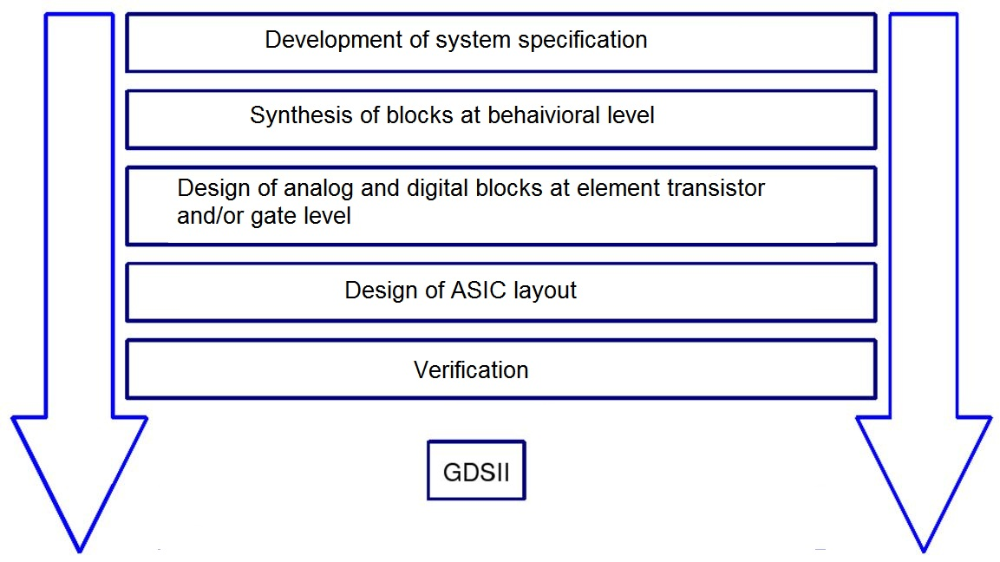 Development of system specification
Synthesis of blocks at behaivioral level
Design of analog and digital blocks at element transistor
and/or gate level
Design of ASIC layout
Verification
GDSII